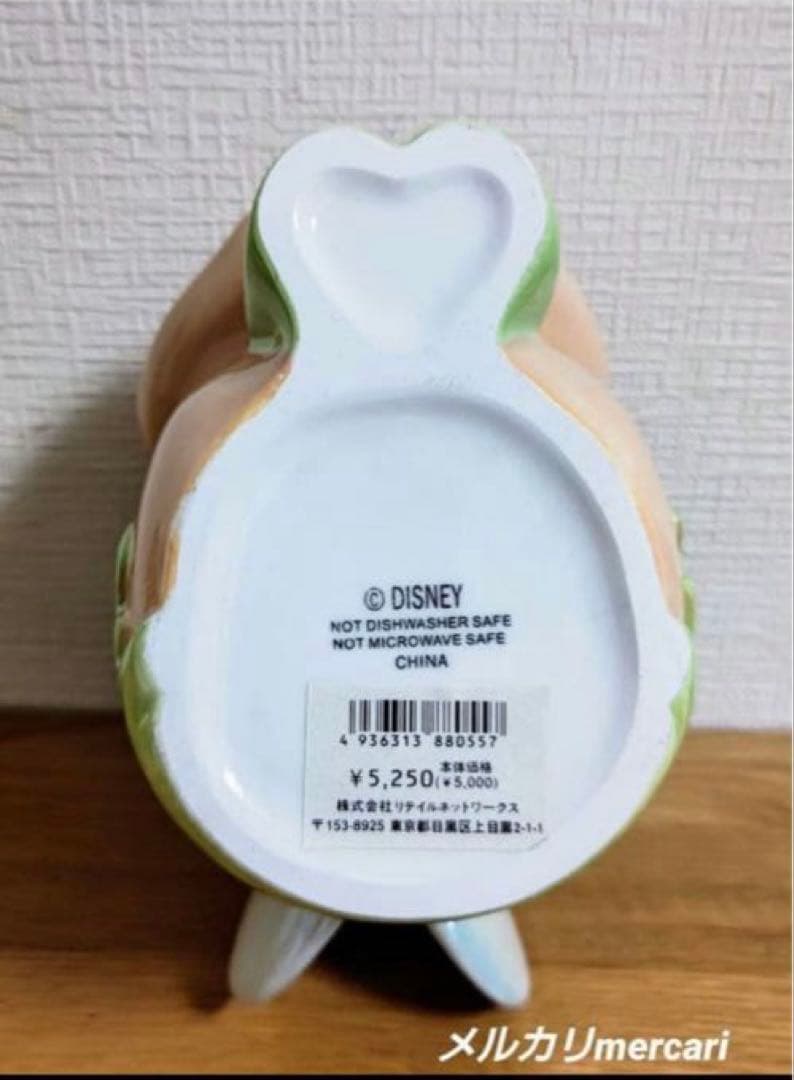 © DISNEY
NOT DISHWASHER SAFE
NOT MICROWAVE SAFE
CHINA
4 936313 880557
本体価格
¥5,250(¥5,000)
株式会社リテイルネットワークス
〒153-8925 東京都目黒区上目黒2-1-1
メルカリmercari